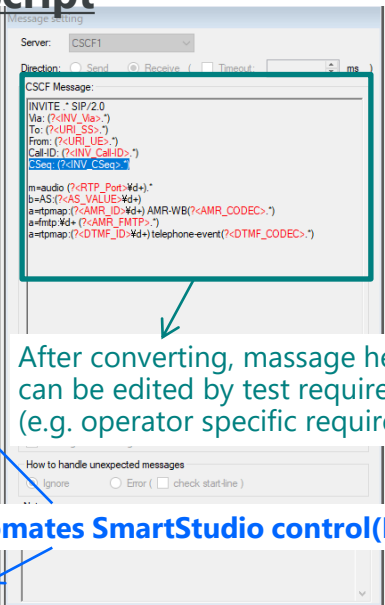 cript
Message setting
Server: CSCF1
Direction: Send Receive ( Timeout: ms )
CSCF Message:
INVITE .* SIP/2.0
Via: (?<INV_Via>.*)
To: (?<URI_SS>.*)
From: (?<URI_UE>.*)
Call-ID: (?<INV_Call-ID>.*)
CSeq: (?<INV_CSeq>.*)
m=audio (?<RTP_Port>¥d+).*
b=AS:(?<AS_VALUE>¥d+)
a=rtpmap:(?<AMR_ID>¥d+) AMR-WB(?<AMR_CODEC>.*)
a=fmtp:¥d+ (?<AMR_FMTP>.*)
a=rtpmap:(?<DTMF_ID>¥d+) telephone-event(?<DTMF_CODEC>.*)
After converting, massage he
can be edited by test require
(e.g. operator specific require
How to handle unexpected messages
Ignore Error ( check start-line )
mates SmartStudio control(